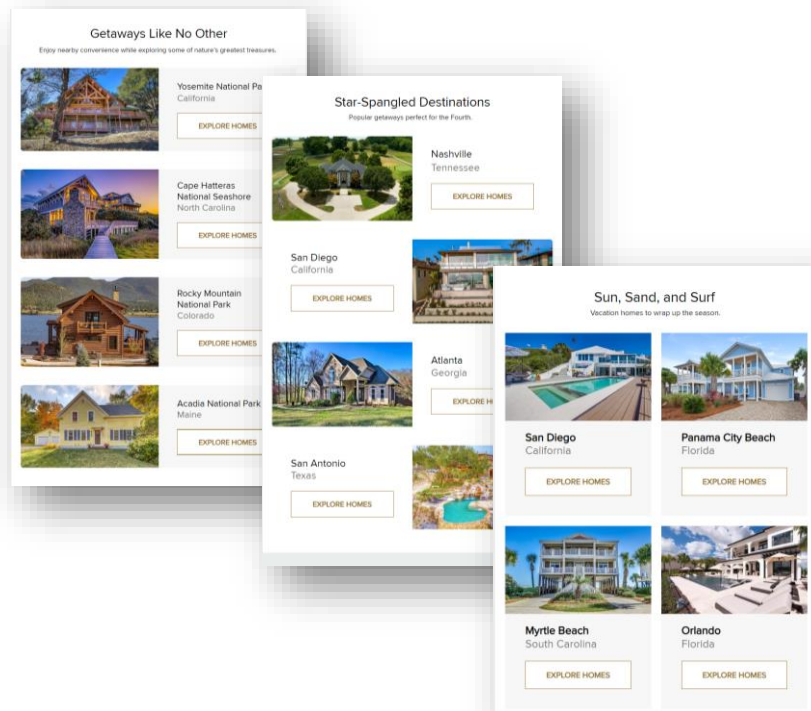 Getaways Like No Other
Enjoy nearby convenience while exploring some of nature's greatest treasures.
Yosemite National
California
EXPLORE HOMES
Cape Hatteras
National Seashore
North Carolina
EXPLORE HOMES
Rocky Mountain
National Park
Colorado
EXPLORE HOMES
Acadia National Park
Maine
EXPLORE HOMES
Star-Spangled Destinations
Popular getaways perfect for the Fourth.
Nashville
Tennessee
EXPLORE HOMES
San Diego
California
EXPLORE HOMES
Atlanta
Georgia
EXPLORE
San Antonio
Texas
EXPLORE HOMES
Sun, Sand, and Surf
Vacation homes to wrap up the season.
San Diego
California
EXPLORE HOMES
Panama City Beach
Florida
EXPLORE HOMES
Myrtle Beach
South Carolina
EXPLORE HOMES
Orlando
Florida
EXPLORE HOMES